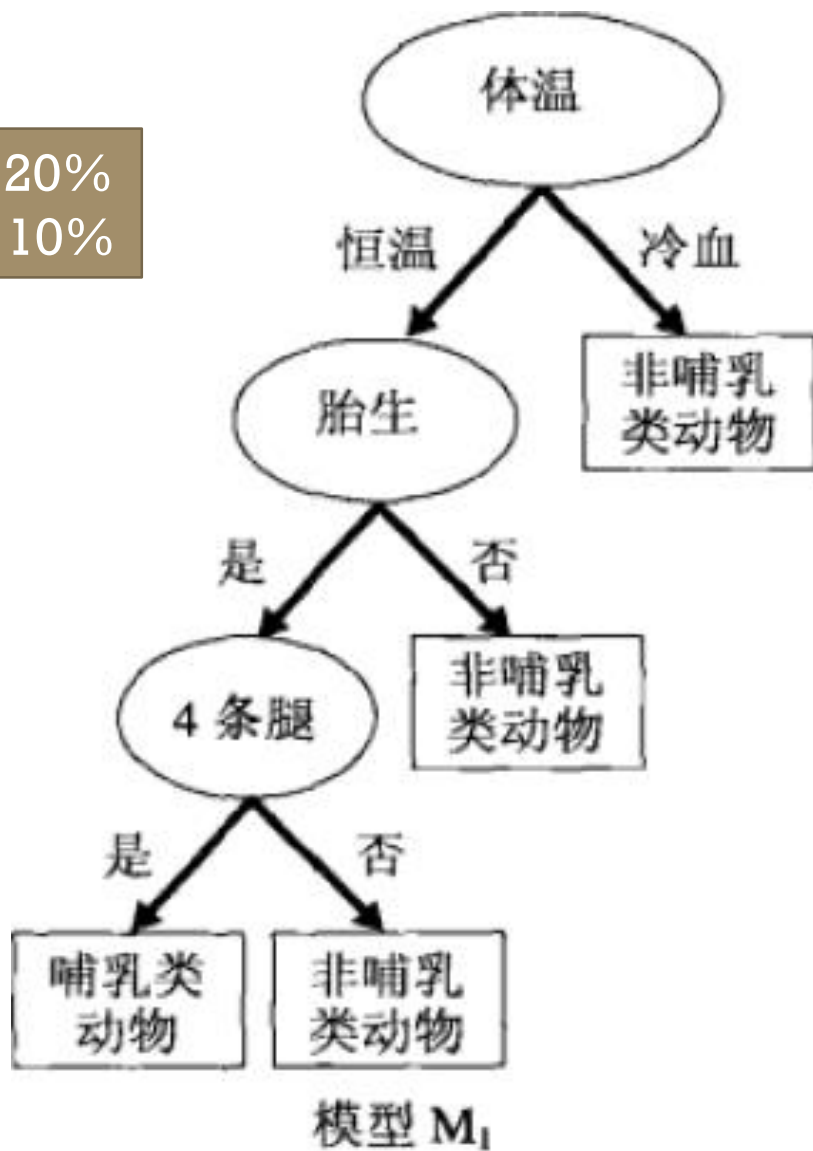 体温
20%
10%
恒温
冷血
胎生
非哺乳
类动物
是
否
4 条腿
非哺乳
类动物
是
否
哺乳类
动物
非哺乳
类动物
模型 M₁